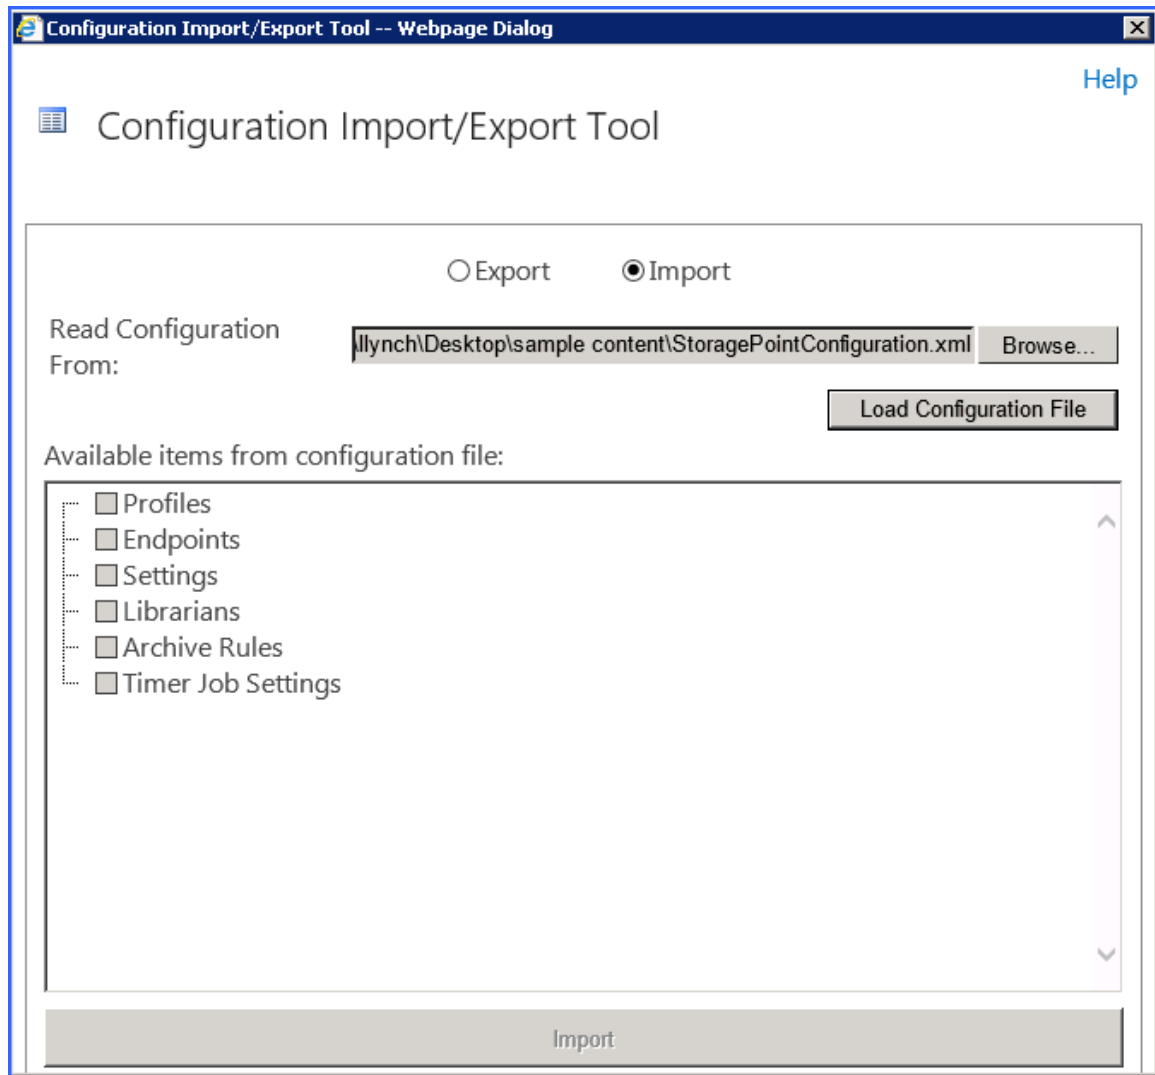 Configuration Import/Export Tool -- Webpage Dialog
Help
Configuration Import/Export Tool
Export Import
Read Configuration
From:
\llynch\Desktop\sample content\StoragePointConfiguration.xml Browse...
Load Configuration File
Available items from configuration file:
Profiles
Endpoints
Settings
Librarians
Archive Rules
Timer Job Settings
Import